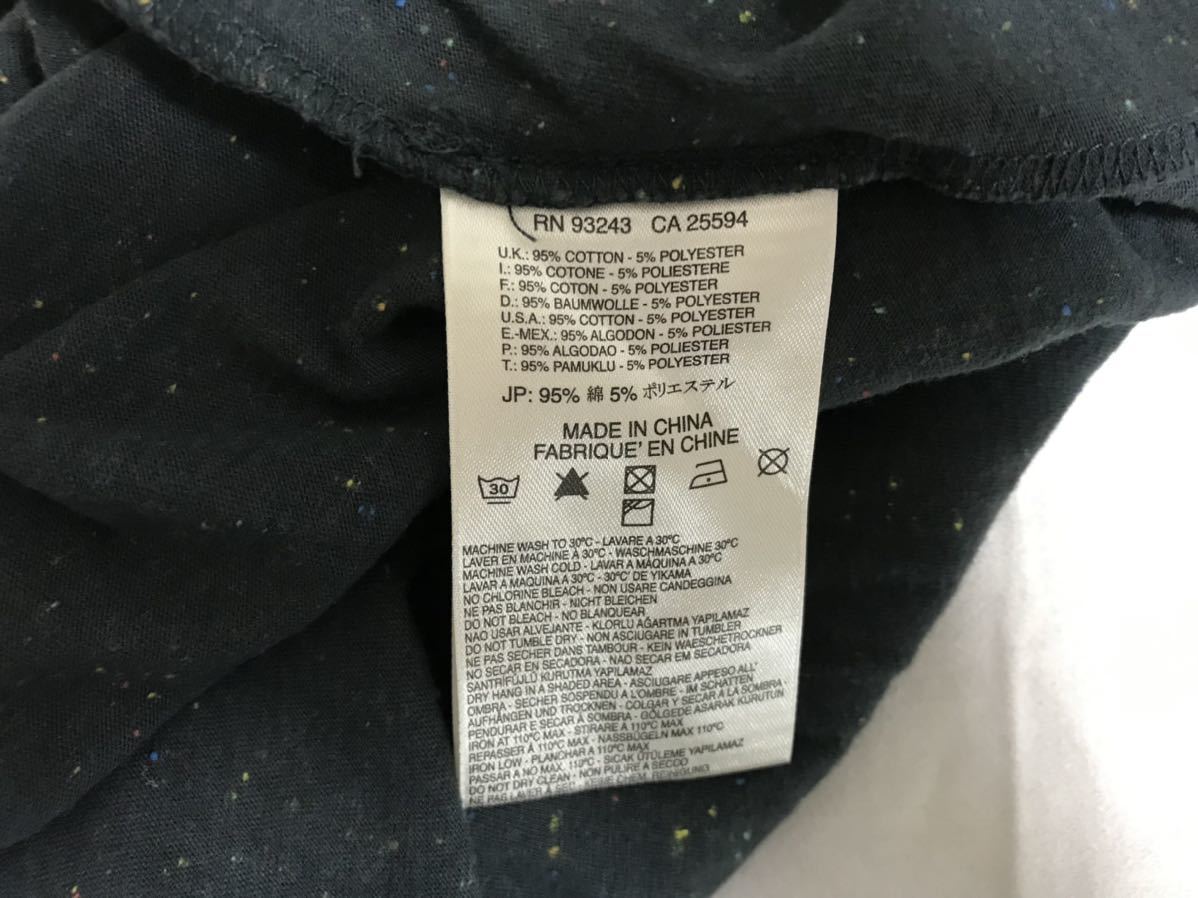 RN 93243 CA 25594
U.K.: 95% COTTON - 5% POLYESTER
I.: 95% COTONE - 5% POLIESTERE
F.: 95% COTON - 5% POLYESTER
D.: 95% BAUMWOLLE - 5% POLYESTER
U.S.A.: 95% COTTON - 5% POLYESTER
E.-MEX.: 95% ALGODON - 5% POLIESTER
P.: 95% ALGODAO - 5% POLIESTER
T.: 95% PAMUKLU - 5% POLYESTER
JP: 95% 綿 5% ポリエステル
MADE IN CHINA
FABRIQUE' EN CHINE
30
MACHINE WASH TO 30°C - LAVARE A 30°C
LAVER EN MACHINE À 30°C - WASCHMASCHINE 30°C
MACHINE WASH COLD - LAVAR A MAQUINA A 30°C
LAVAR A MAQUINA A 30°C - 30°C' DE YIKAMA
NO CHLORINE BLEACH - NON USARE CANDEGGINA
NE PAS BLANCHIR - NICHT BLEICHEN
DO NOT BLEACH - NO BLANQUEAR
NAO USAR ALVEJANTE - KLORLU AĞARTMA YAPILAMAZ
DO NOT TUMBLE DRY - NON ASCIUGARE IN TUMBLER
NE PAS SECHER DANS TAMBOUR - KEIN WAESCHETROCKNER
NO SECAR EN SECADORA - NAO SECAR EM SECADORA
SANTRİFÜJLÜ KURUTMA YAPILAMAZ
DRY HANG IN A SHADED AREA - ASCIUGARE APPESO ALL'
OMBRA - SECHER SUSPENDU A L'OMBRE - IM SCHATTEN
AUFHÄNGEN UND TROCKNEN - COLGAR Y SECAR A LA SOMBRA -
PENDURAR E SECAR À SOMBRA - GÖLGEDE ASARAK KURUTUN
IRON AT 110°C MAX - STIRARE À 110°C MAX
REPASSER À 110°C MAX - NASSBÜGELN MAX 110°C
IRON LOW - PLANCHAR A 110°C MAX
PASSAR A NO MAX. 110°C - SICAK ÜTÜLEME YAPILAMAZ
DO NOT DRY CLEAN - NON PULIRE A SECCO
NE PAS LAVER À SEC - KEINE CHEM. REINIGUNG